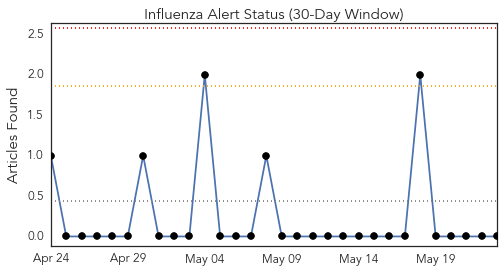 Influenza Alert Status (30-Day Window)
Articles Found
2.5
2.0
1.5
1.0
0.5
0.0
Apr 24
Apr 29
May 04
May 09
May 14
May 19